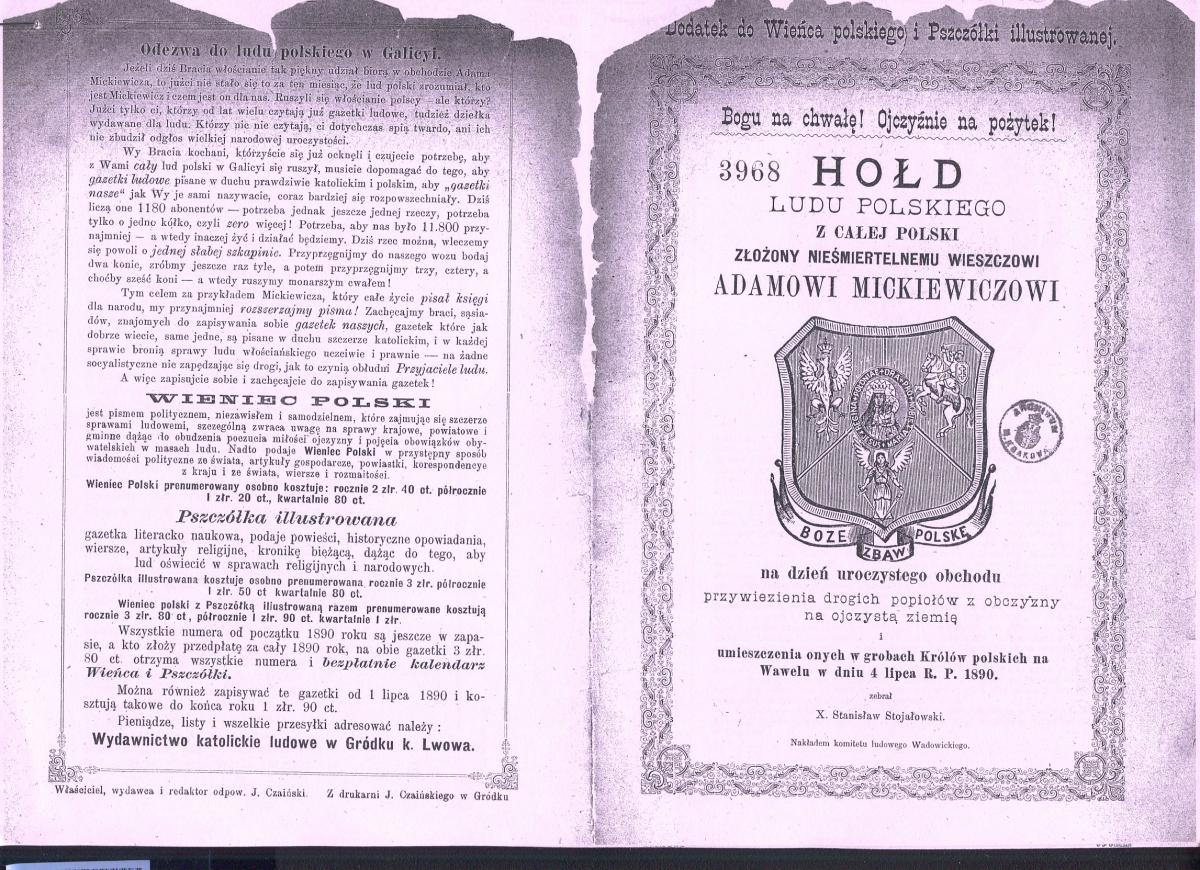 Odezwa do ludu polskiego w Galicyi.
Jeżeli dziś Bracia włościanie tak piękny udział biorą w obchodzie Adama
Mickiewicza, to jużci nie stało się to za ten miesiąc, że lud polski zrozumiał, kto
jest Mickiewicz i czem jest on dla nas. Ruszyli się włościanie polscy — ale którzy?
Jużci tylko ci, którzy od lat wielu czytają już gazetki ludowe, tudzież dziełka
wydawane dla ludu. Którzy nic nie czytają, ci dotychczas spią twardo, ani ich
nie zbudził odgłos wielkiej narodowej uroczystości.
Wy Bracia kochani, którzyście się już ocknęli i czujecie potrzebę, aby
z Wami cały lud polski w Galicyi się ruszył, musicie dopomagać do tego, aby
gazetki ludowe pisane w duchu prawdziwie katolickim i polskim, aby „gazetki
nasze" jak Wy je sami nazywacie, coraz bardziej się rozpowszechniały. Dziś
liczą one 1180 abonentów — potrzeba jednak jeszcze jednej rzeczy, potrzeba
tylko o jedno kółko, czyli zero więcej! Potrzeba, aby nas było 11.800 przy-
najmniej — a wtedy inaczej żyć i działać będziemy. Dziś rzec można, wleczemy
się powoli o jednej słabej szkapinie. Przyprzęgnijmy do naszego wozu bodaj
dwa konie, zróbmy jeszcze raz tyle, a potem przyprzęgnijmy trzy, cztery, a
choćby sześć koni — a wtedy ruszymy monarszym cwałem!
Tym celem za przykładem Mickiewicza, który całe życie pisał księgi
dla narodu, my przynajmniej rozszerzajmy pisma! Zachęcajmy braci, sąsia-
dów, znajomych do zapisywania sobie gazetek naszych, gazetek które jak
dobrze wiecie, same jedne, są pisane w duchu szczerze katolickim, i w każdej
sprawie bronią sprawy ludu włościańskiego uczciwie i prawnie — na żadne
socyalistyczne nie zapędzając się drogi, jak to czynią obłudni Przyjaciele ludu.
A więc zapisujcie sobie i zachęcajcie do zapisywania gazetek!
WIENIEC POLSKI
jest pismem politycznem, niezawisłem i samodzielnem, które zajmując się szczerze
sprawami ludowemi, szczególną zwraca uwagę na sprawy krajowe, powiatowe i
gminne dążąc do obudzenia poczucia miłości ojczyzny i pojęcia obowiązków oby-
watelskich w masach ludu. Nadto podaje Wieniec Polski w przystępny sposób
wiadomości polityczne ze świata, artykuły gospodarcze, powiastki, korespondencye
z kraju i ze świata, wiersze i rozmaitości.
Wieniec Polski prenumerowany osobno kosztuje: rocznie 2 złr. 40 ct. półrocznie
1 złr. 20 ct., kwartalnie 80 ct.
Pszczółka illustrowana
gazetka literacko naukowa, podaje powieści, historyczne opowiadania,
wiersze, artykuły religijne, kronikę bieżącą, dążąc do tego, aby
lud oświecić w sprawach religijnych i narodowych.
Pszczółka illustrowana kosztuje osobno prenumerowana rocznie 3 złr. półrocznie
1 złr. 50 ct kwartalnie 80 ct.
Wieniec polski z Pszczółką illustrowaną razem prenumerowane kosztują
rocznie 3 złr. 80 ct, półrocznie 1 złr. 90 ct. kwartalnie 1 złr.
Wszystkie numera od początku 1890 roku są jeszcze w zapa-
sie, a kto złoży przedpłatę za cały 1890 rok, na obie gazetki 3 złr.
80 ct. otrzyma wszystkie numera i bezpłatnie kalendarz
Wieńca i Pszczółki.
Można również zapisywać te gazetki od 1 lipca 1890 i ko-
sztują takowe do końca roku 1 złr. 90 ct.
Pieniądze, listy i wszelkie przesyłki adresować należy :
Wydawnictwo katolickie ludowe w Gródku k. Lwowa.
Właściciel, wydawca i redaktor odpow. J. Czaiński. Z drukarni J. Czaińskiego w Gródku
Dodatek do Wieńca polskiego i Pszczółki illustrowanej.
Bogu na chwałę! Ojczyźnie na pożytek!
3968 HOŁD
LUDU POLSKIEGO
Z CAŁEJ POLSKI
ZŁOŻONY NIEŚMIERTELNEMU WIESZCZOWI
ADAMOWI MICKIEWICZOWI
BOŻE ZBAW POLSKĘ
ARCHIWUM
M. KRAKOWA
na dzień uroczystego obchodu
przywiezienia drogich popiołów z obczyzny
na ojczystą ziemię
i
umieszczenia onych w grobach Królów polskich na
Wawelu w dniu 4 lipca R. P. 1890.
zebrał
X. Stanisław Stojałowski.
Nakładem komitetu ludowego Wadowickiego.